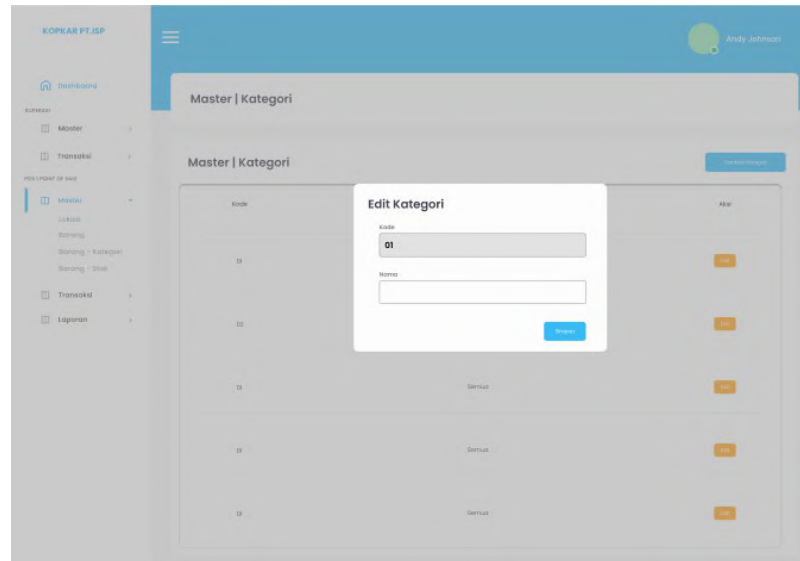 KOPKAR PT.ISP
Andy Johnson
Dashboard
KOPERASI
Master
Transaksi
Master | Kategori
Master | Kategori
Master
Lokasi
Barang
Barang - Kategori
Barang - Stok
Transaksi
Laporan
Kode
Aksi
Edit Kategori
Kode
01
Nama
Simpan
01
Edit
02
Edit
01
Semua
Edit
01
Semua
Edit
01
Semua
Edit